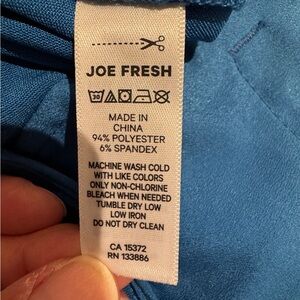 JOE FRESH
30
MADE IN
CHINA
94% POLYESTER
6% SPANDEX
MACHINE WASH COLD
WITH LIKE COLORS
ONLY NON-CHLORINE
BLEACH WHEN NEEDED
TUMBLE DRY LOW
LOW IRON
DO NOT DRY CLEAN
CA 15372
RN 133886